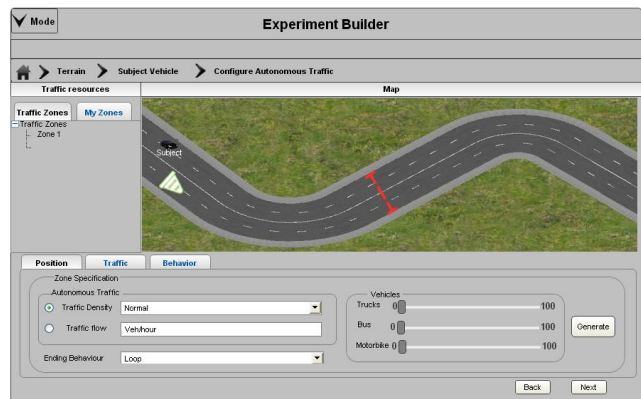 Mode
Experiment Builder
Terrain
Subject Vehicle
Configure Autonomous Traffic
Traffic resources
Map
Traffic Zones
My Zones
Traffic Zones
Zone 1
Subject
Position
Traffic
Behavior
Zone Specification
Autonomous Traffic
Traffic Density
Normal
Traffic flow
Veh/hour
Ending Behaviour
Loop
Vehicles
Trucks 0 100
Bus 0 100
Motorbike 0 100
Generate
Back
Next